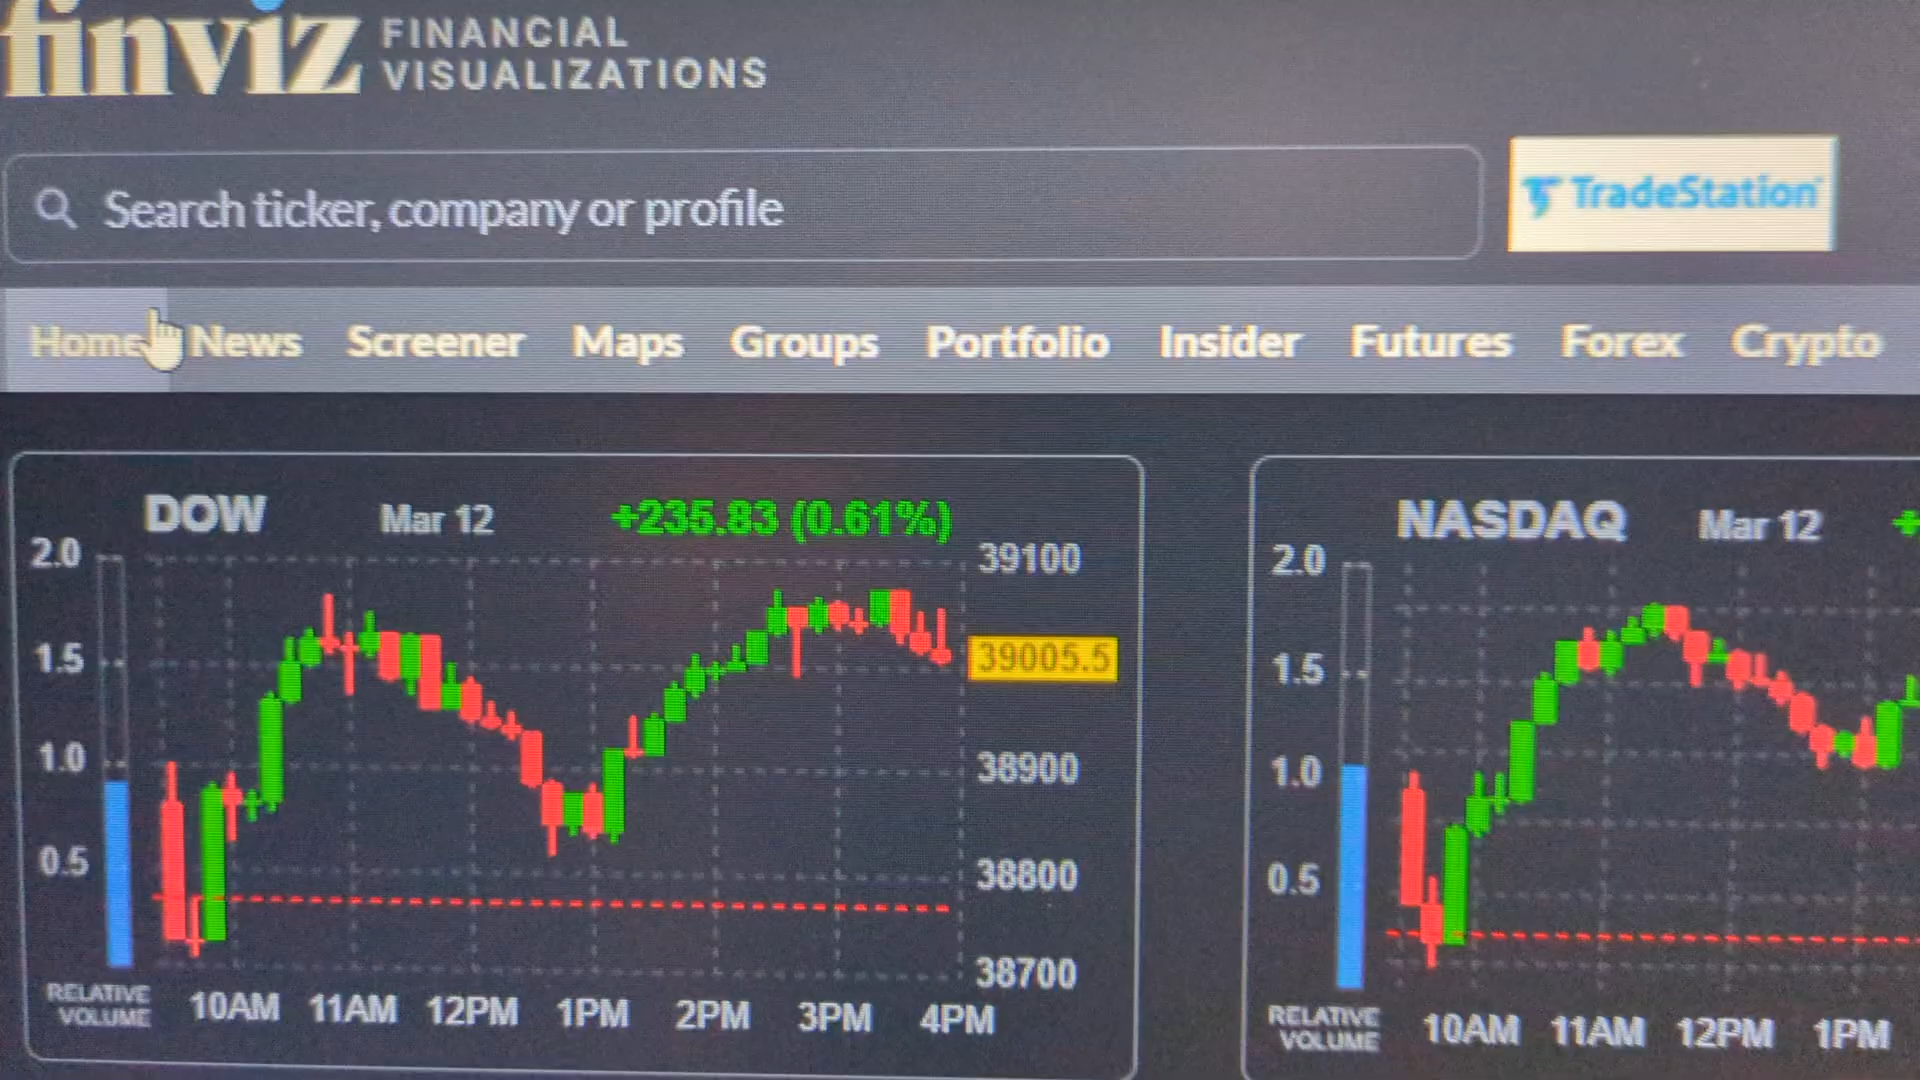 finviz FINANCIAL
VISUALIZATIONS
Search ticker, company or profile
TradeStation
Home News Screener Maps Groups Portfolio Insider Futures Forex Crypto
DOW Mar 12 +235.83 (0.61%)
2.0
1.5
1.0
0.5
39100
39005.5
38900
38800
38700
RELATIVE
VOLUME
10AM 11AM 12PM 1PM 2PM 3PM 4PM
NASDAQ Mar 12 +
2.0
1.5
1.0
0.5
RELATIVE
VOLUME
10AM 11AM 12PM 1PM